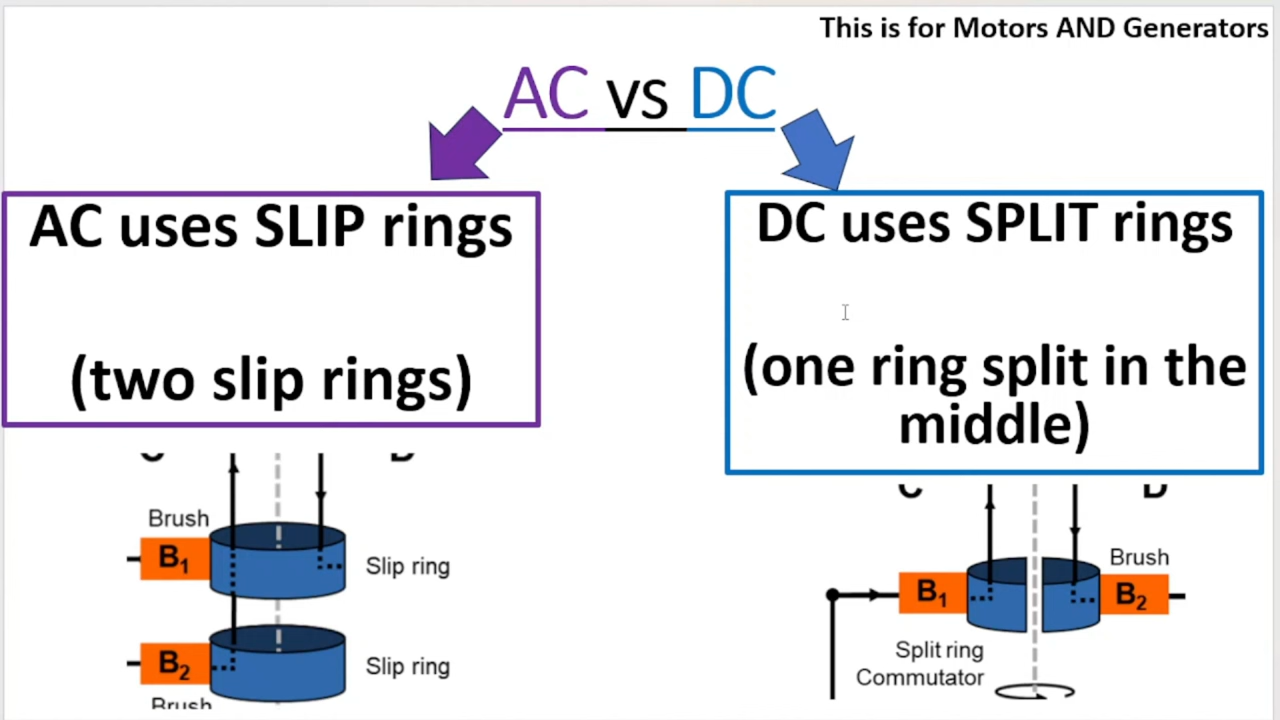 This is for Motors AND Generators
AC vs DC
AC uses SLIP rings
(two slip rings)
DC uses SPLIT rings
(one ring split in the
middle)
Brush
B₁
Slip ring
B₂
Slip ring
Brush
Brush
B₁
B₂
Split ring
Commutator